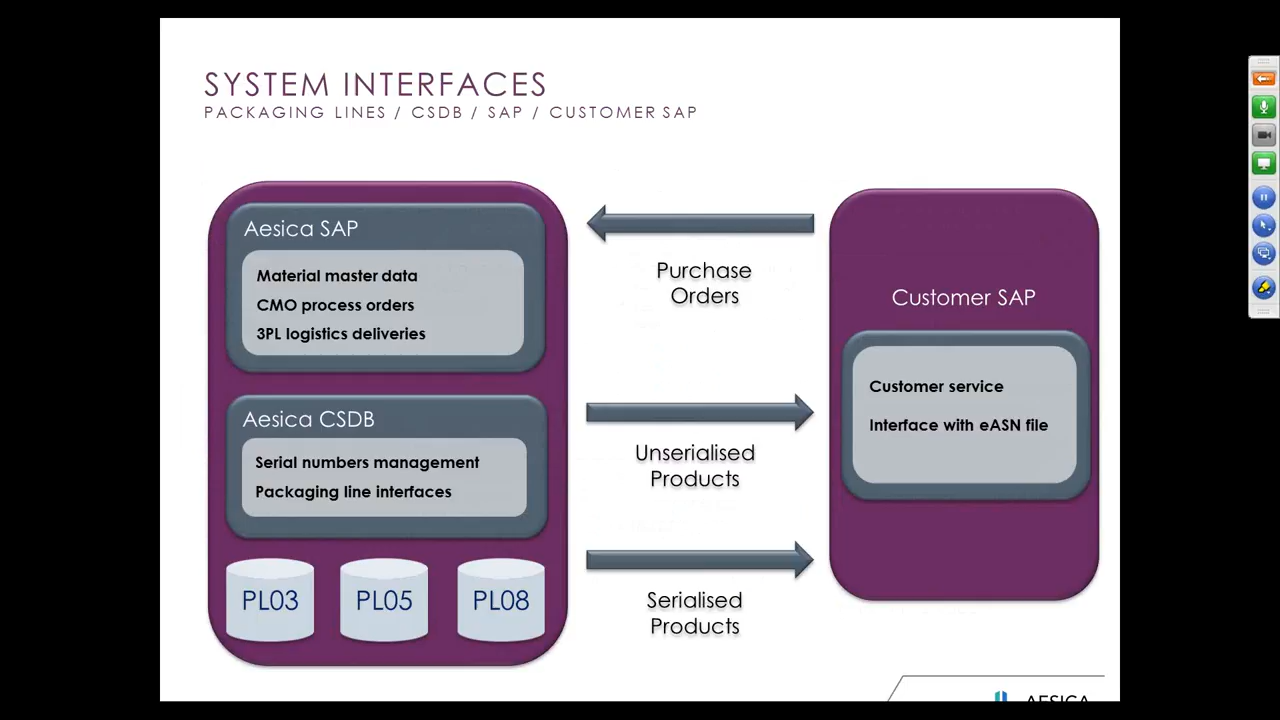 SYSTEM INTERFACES
PACKAGING LINES / CSDB / SAP / CUSTOMER SAP
Aesica SAP
Material master data
CMO process orders
3PL logistics deliveries
Aesica CSDB
Serial numbers management
Packaging line interfaces
PL03
PL05
PL08
Purchase
Orders
Unserialised
Products
Serialised
Products
Customer SAP
Customer service
Interface with eASN file
AESICA